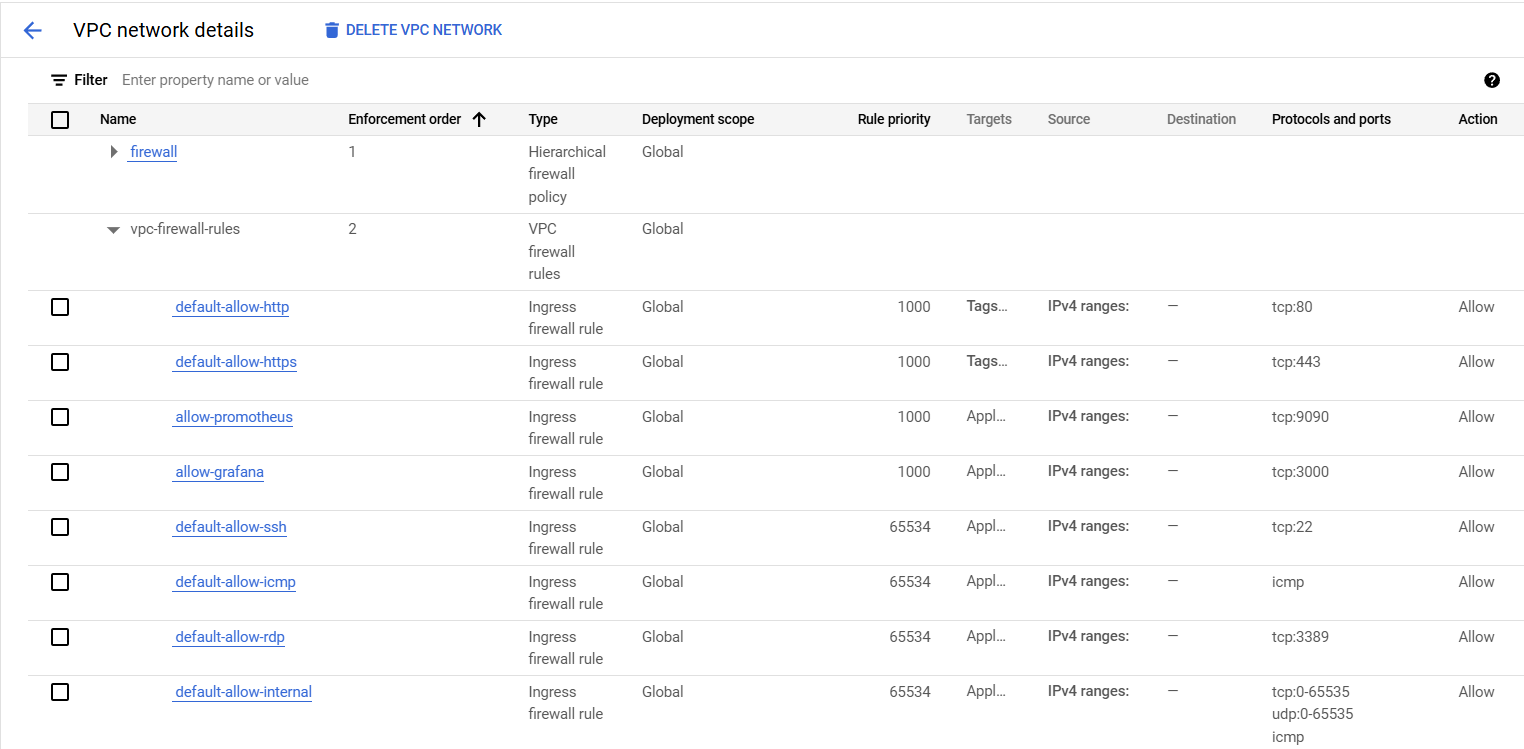 VPC network details DELETE VPC NETWORK
Filter Enter property name or value
Name Enforcement order Type Deployment scope Rule priority Targets Source Destination Protocols and ports Action
firewall 1 Hierarchical Global
firewall
policy
vpc-firewall-rules 2 VPC Global
firewall
rules
default-allow-http Ingress Global 1000 Tags... IPv4 ranges: — tcp:80 Allow
firewall rule
default-allow-https Ingress Global 1000 Tags... IPv4 ranges: — tcp:443 Allow
firewall rule
allow-promotheus Ingress Global 1000 Appl... IPv4 ranges: — tcp:9090 Allow
firewall rule
allow-grafana Ingress Global 1000 Appl... IPv4 ranges: — tcp:3000 Allow
firewall rule
default-allow-ssh Ingress Global 65534 Appl... IPv4 ranges: — tcp:22 Allow
firewall rule
default-allow-icmp Ingress Global 65534 Appl... IPv4 ranges: — icmp Allow
firewall rule
default-allow-rdp Ingress Global 65534 Appl... IPv4 ranges: — tcp:3389 Allow
firewall rule
default-allow-internal Ingress Global 65534 Appl... IPv4 ranges: — tcp:0-65535 Allow
firewall rule udp:0-65535
icmp